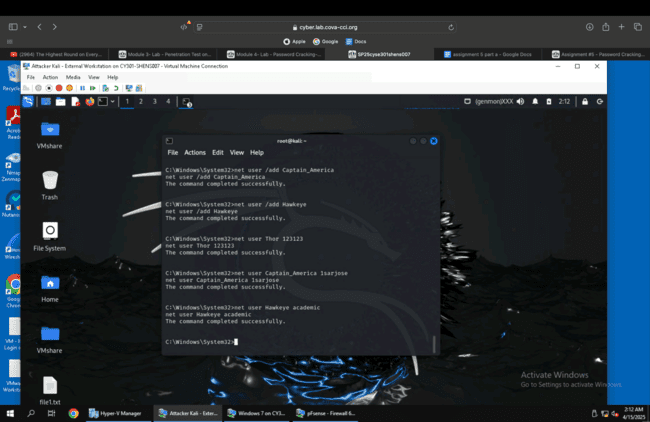 cyber.lab.cova-cci.org
Apple
Google
Docs
(2964) The Highest Round on Every...
Module 3- Lab - Penetration Test on...
Module 4- Lab - Password Cracking-...
SP25cyse301shens007
assignment 3 part a - Google Docs
Assignment #5 - Password Cracking...
Attacker Kali - External Workstation on CY301-SHENS007 - Virtual Machine Connection
File Action Media View Help
1 2 3 4
(genmon)XXX
2:12
VMshare
Trash
File System
Home
VMshare
file1.txt
root@kali: ~
File Actions Edit View Help
C:\Windows\System32>net user /add Captain_America
net user /add Captain_America
The command completed successfully.
C:\Windows\System32>net user /add Hawkeye
net user /add Hawkeye
The command completed successfully.
C:\Windows\System32>net user Thor 123123
net user Thor 123123
The command completed successfully.
C:\Windows\System32>net user Captain_America 1sarjose
net user Captain_America 1sarjose
The command completed successfully.
C:\Windows\System32>net user Hawkeye academic
net user Hawkeye academic
The command completed successfully.
C:\Windows\System32>
Activate Windows
Go to Settings to activate Windows
Hyper-V Manager
Attacker Kali - Exter...
Windows 7 on CY3...
pfSense - Firewall 6...
2:12 AM
4/15/2025